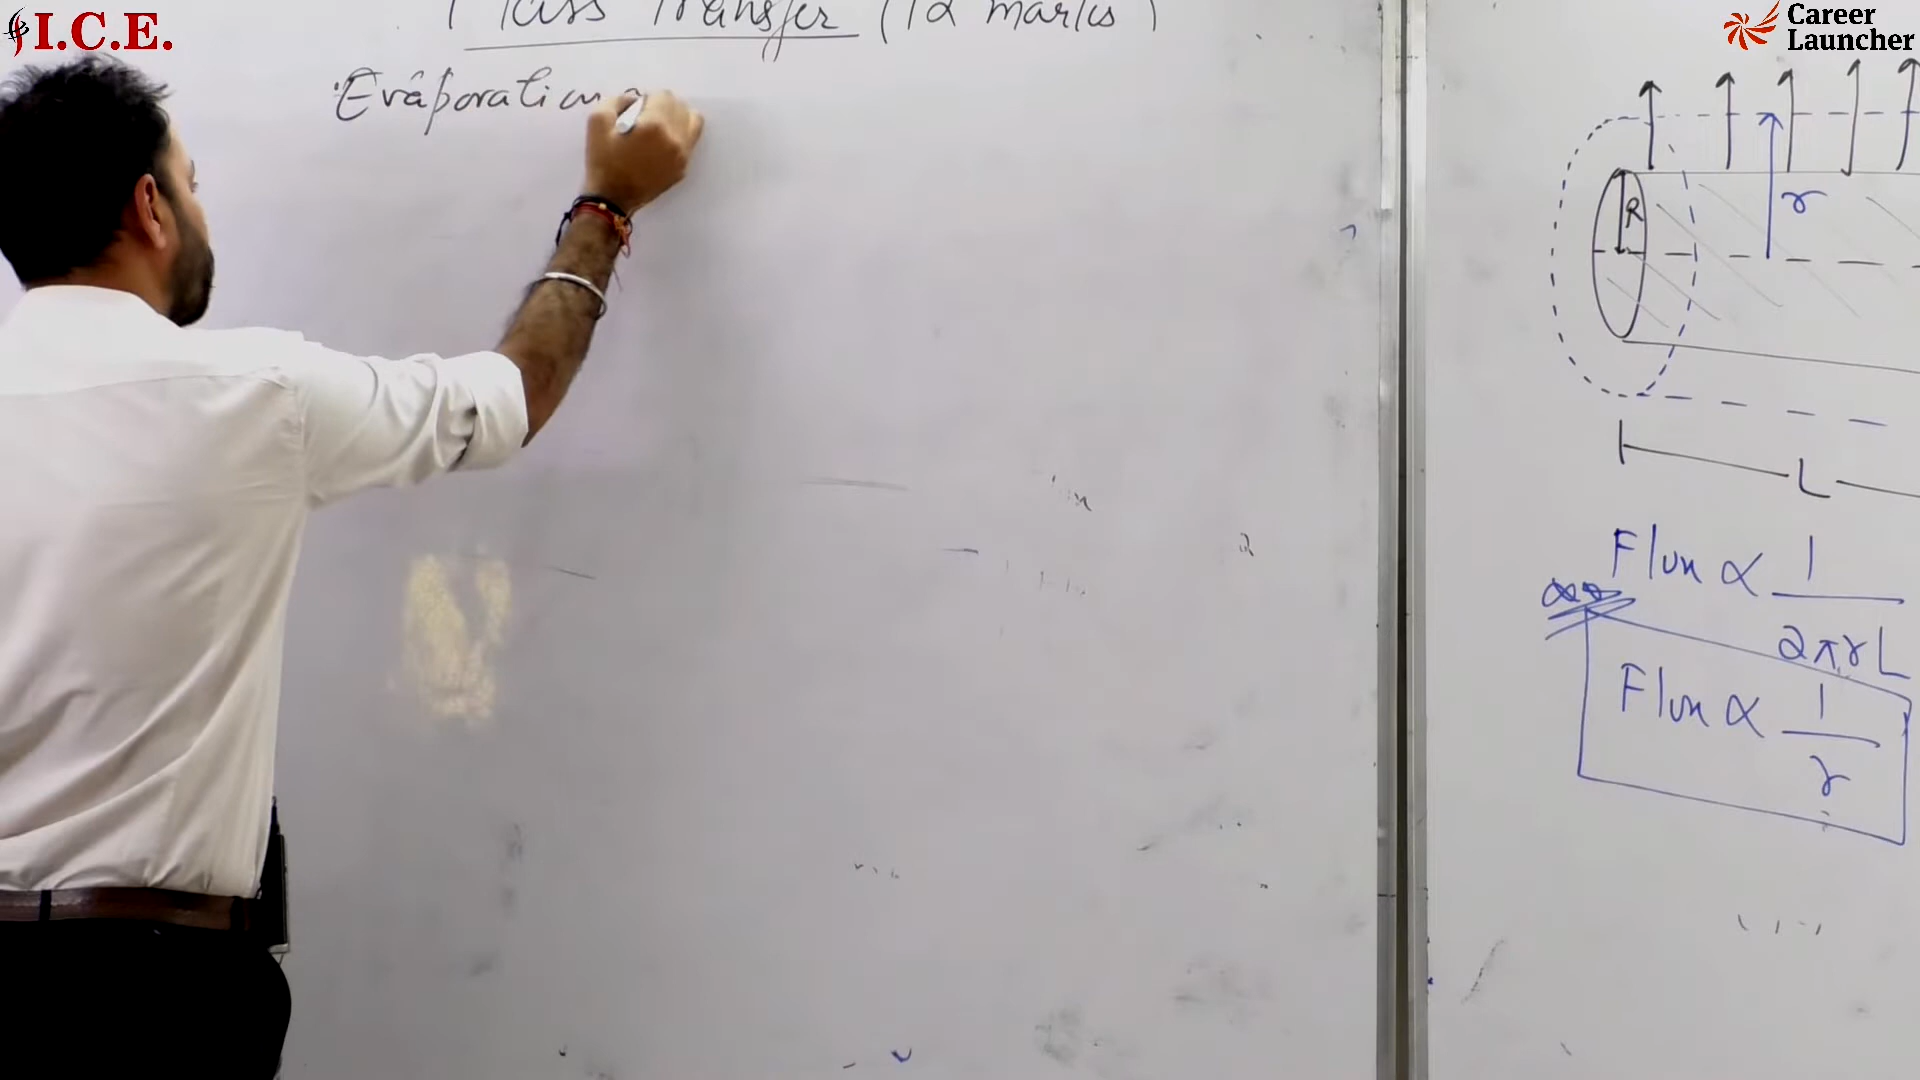 I.C.E.
Career
Launcher
Mass Transfer (12 marks)
Evaporation
R
r
L
Flux ∝ 1
2πrL
Flux ∝ 1
r